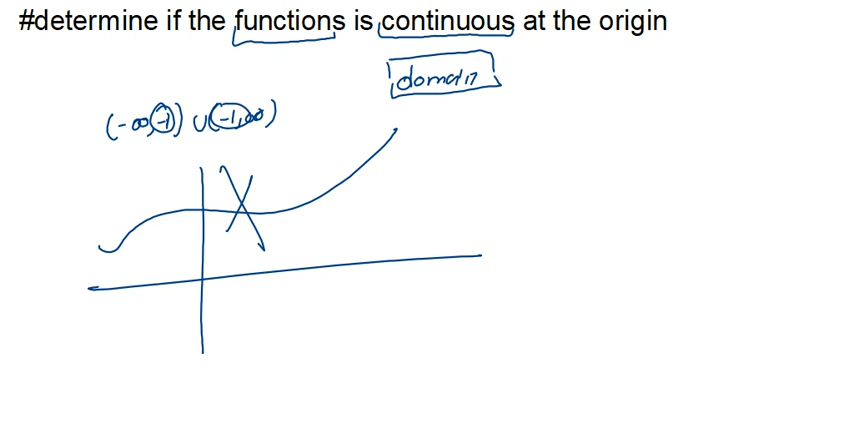 #determine if the functions is continuous at the origin
domain
(-∞,-1) ∪ (-1,∞)